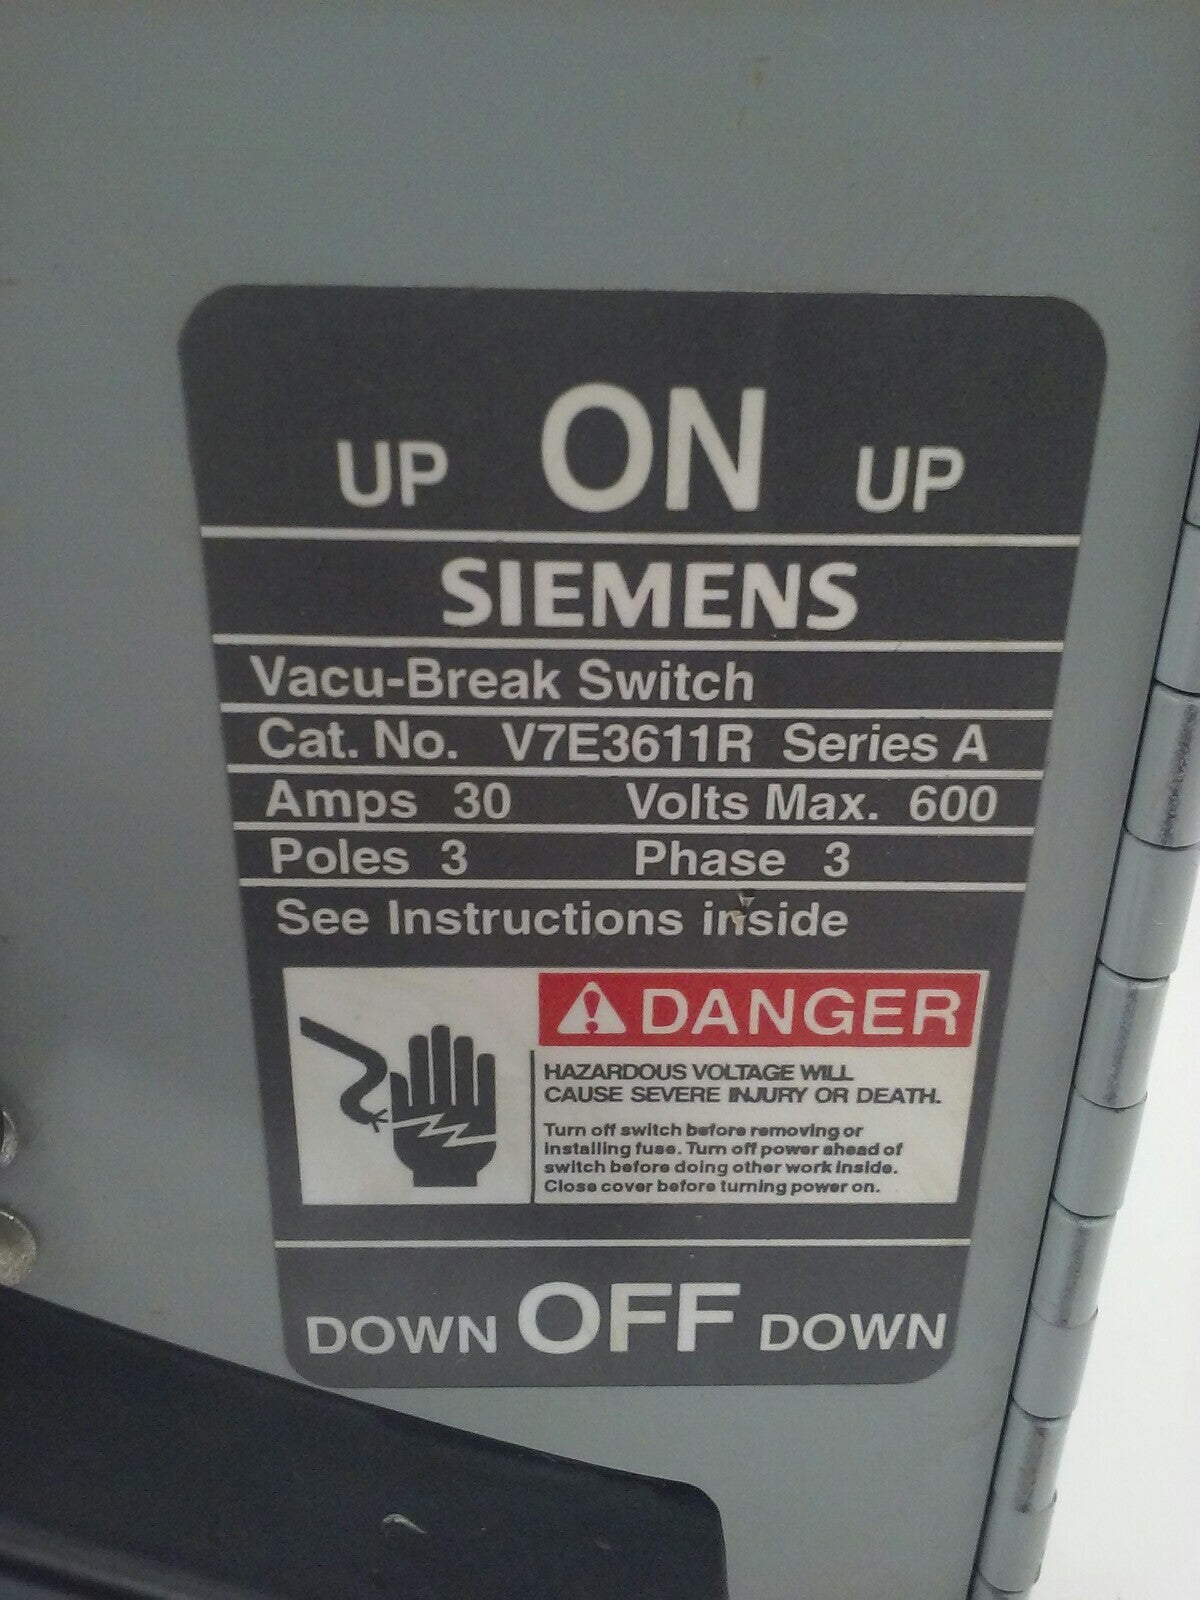 UP ON UP
SIEMENS
Vacu-Break Switch
Cat. No. V7E3611R Series A
Amps 30 Volts Max. 600
Poles 3 Phase 3
See Instructions inside
DANGER
HAZARDOUS VOLTAGE WILL
CAUSE SEVERE INJURY OR DEATH.
Turn off switch before removing or
installing fuse. Turn off power ahead of
switch before doing other work inside.
Close cover before turning power on.
DOWN OFF DOWN